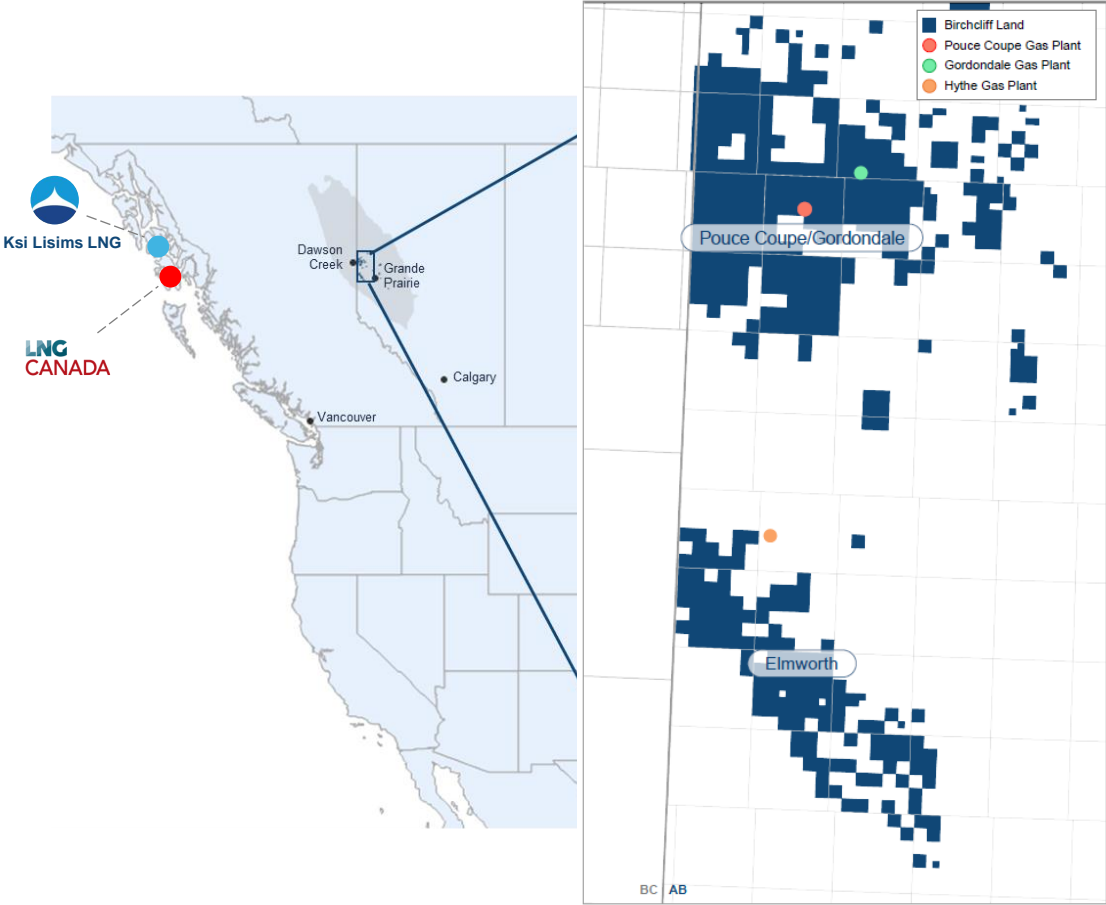 Ksi Lisims LNG
LNG
CANADA
Dawson
Creek
Grande
Prairie
Calgary
Vancouver
Birchcliff Land
Pouce Coupe Gas Plant
Gordondale Gas Plant
Hythe Gas Plant
Pouce Coupe/Gordondale
Elmworth
BC AB